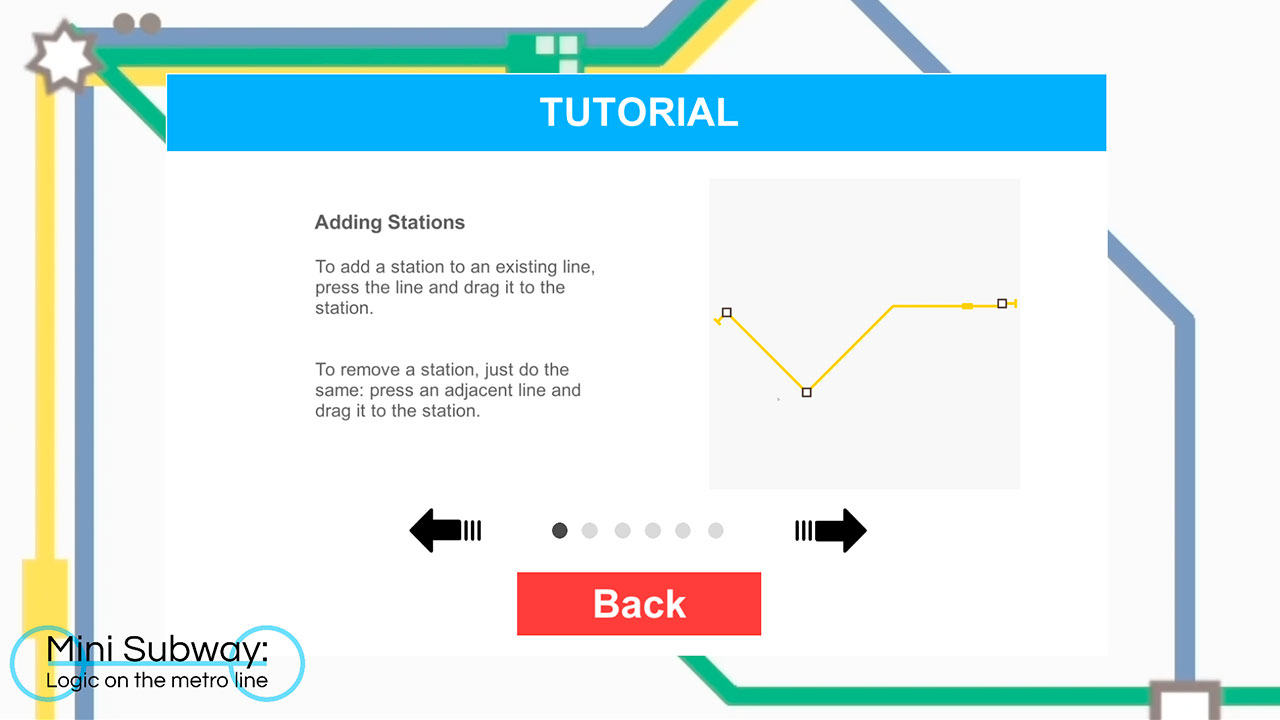 TUTORIAL
Adding Stations
To add a station to an existing line,
press the line and drag it to the
station.
To remove a station, just do the
same: press an adjacent line and
drag it to the station.
Back
Mini Subway:
Logic on the metro line